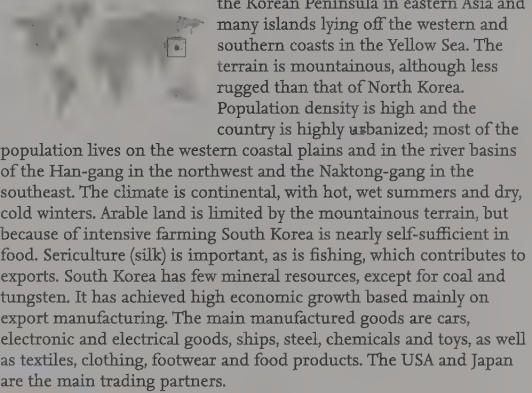 the Korean Peninsula in eastern Asia and
many islands lying off the western and
southern coasts in the Yellow Sea. The
terrain is mountainous, although less
rugged than that of North Korea.
Population density is high and the
country is highly urbanized; most of the
population lives on the western coastal plains and in the river basins
of the Han-gang in the northwest and the Naktong-gang in the
southeast. The climate is continental, with hot, wet summers and dry,
cold winters. Arable land is limited by the mountainous terrain, but
because of intensive farming South Korea is nearly self-sufficient in
food. Sericulture (silk) is important, as is fishing, which contributes to
exports. South Korea has few mineral resources, except for coal and
tungsten. It has achieved high economic growth based mainly on
export manufacturing. The main manufactured goods are cars,
electronic and electrical goods, ships, steel, chemicals and toys, as well
as textiles, clothing, footwear and food products. The USA and Japan
are the main trading partners.